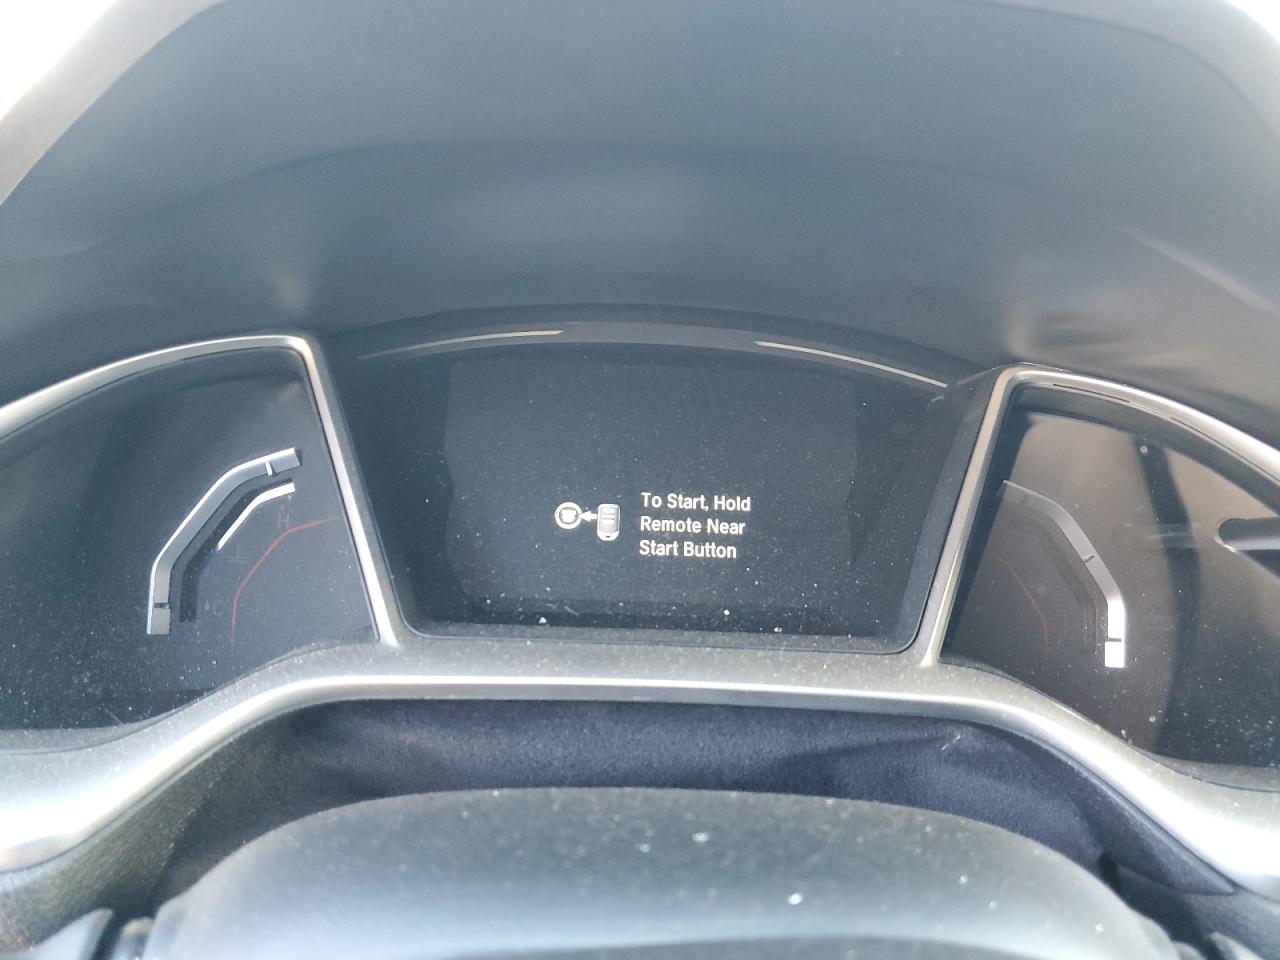 To Start, Hold
Remote Near
Start Button
H
C